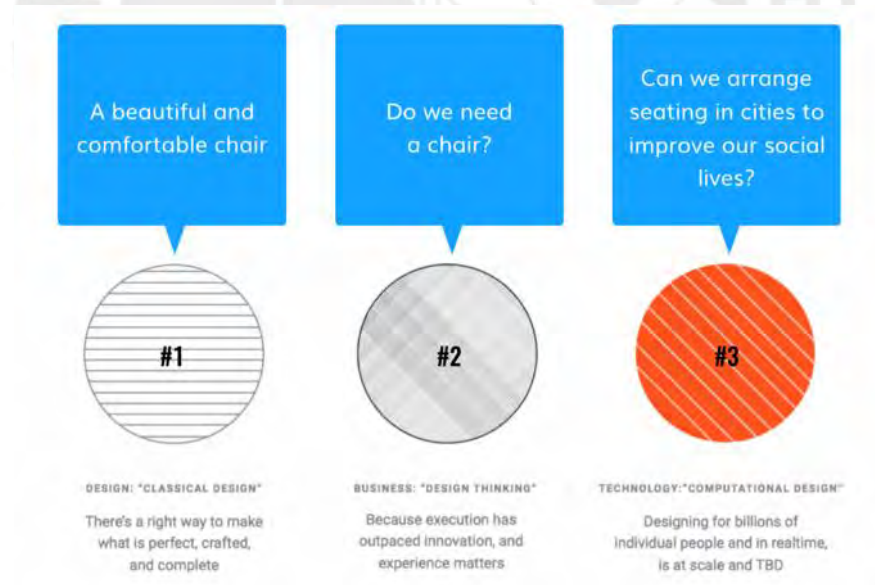 A beautiful and
comfortable chair
Do we need
a chair?
Can we arrange
seating in cities to
improve our social
lives?
#1
#2
#3
DESIGN: "CLASSICAL DESIGN"
There's a right way to make
what is perfect, crafted,
and complete
BUSINESS: "DESIGN THINKING"
Because execution has
outpaced innovation, and
experience matters
TECHNOLOGY:"COMPUTATIONAL DESIGN"
Designing for billions of
individual people and in realtime,
is at scale and TBD